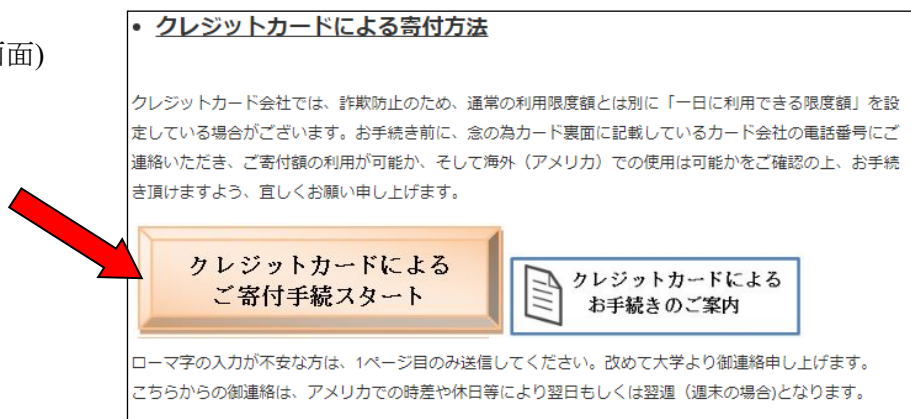 • クレジットカードによる寄付方法
面)
クレジットカード会社では、詐欺防止のため、通常の利用限度額とは別に「一日に利用できる限度額」を設
定している場合がございます。お手続き前に、念の為カード裏面に記載しているカード会社の電話番号にご
連絡いただき、ご寄付額の利用が可能か、そして海外（アメリカ）での使用は可能かをご確認の上、お手続
き頂けますよう、宜しくお願い申し上げます。
クレジットカードによる
ご寄付手続スタート
クレジットカードによる
お手続きのご案内
ローマ字の入力が不安な方は、1ページ目のみ送信してください。改めて大学より御連絡申し上げます。
こちらからの御連絡は、アメリカでの時差や休日等により翌日もしくは翌週（週末の場合)となります。